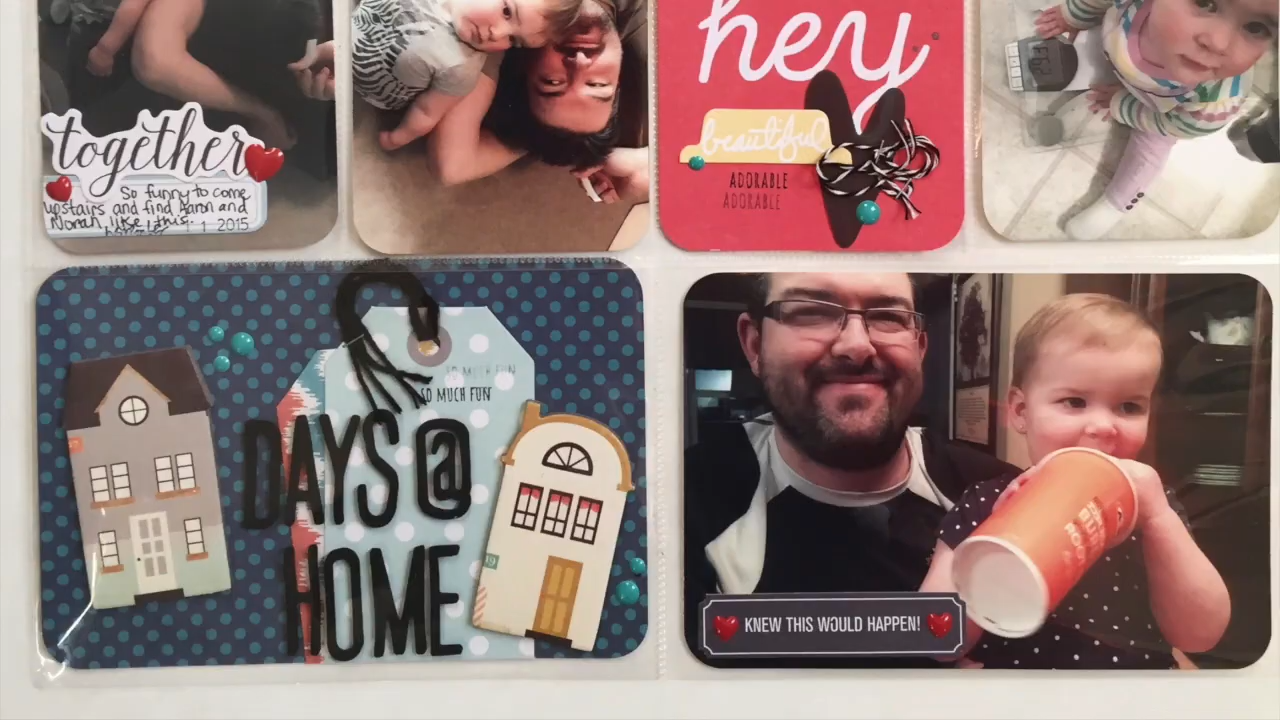 together
So funny to come
upstairs and find Aaron and
Norah like this.
1 1 2015
hey
beautiful
ADORABLE
ADORABLE
SO MUCH FUN
SO MUCH FUN
DAYS @
HOME
KNEW THIS WOULD HAPPEN!